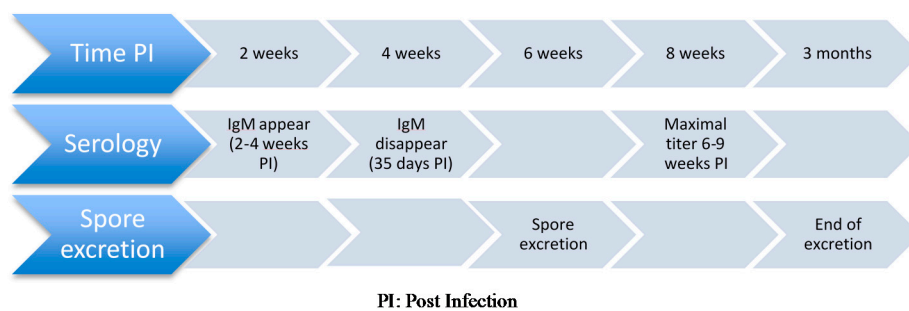 Time PI
2 weeks
4 weeks
6 weeks
8 weeks
3 months
Serology
IgM appear
(2-4 weeks
PI)
IgM
disappear
(35 days PI)
Maximal
titer 6-9
weeks PI
Spore
excretion
Spore
excretion
End of
excretion
PI: Post Infection